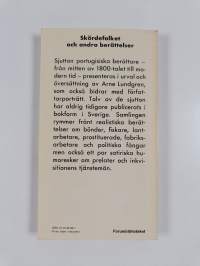 Skördefolket
och andra berättelser
Sjutton portugisiska berättare –
från mitten av 1800-talet till mo-
dern tid – presenteras i urval och
översättning av Arne Lundgren,
som också bidrar med förfat-
tarporträtt. Tolv av de sjutton
har aldrig tidigare publicerats i
bokform i Sverige. Samlingen
rymmer främst realistiska berät-
telser om bönder, fiskare, lant-
arbetare, prostituerade, fabriks-
arbetare och politiska fångar
men också ett par satiriska hu-
moresker om prelater och inkvi-
sitionens tjänstemän.
Forumbiblioteket